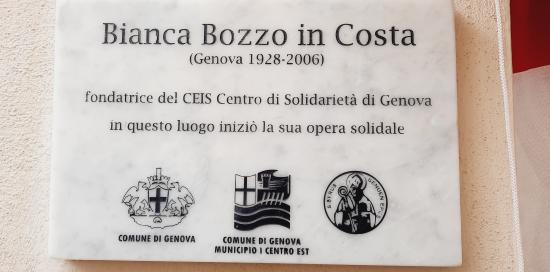 Bianca Bozzo in Costa
(Genova 1928-2006)
fondatrice del CEIS Centro di Solidarietà di Genova
in questo luogo iniziò la sua opera solidale
COMUNE DI GENOVA
COMUNE DI GENOVA
MUNICIPIO I CENTRO EST